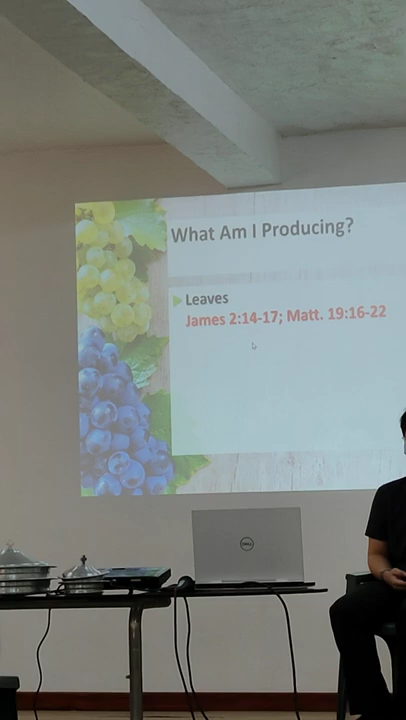 What Am I Producing?
Leaves
James 2:14-17; Matt. 19:16-22
DELL